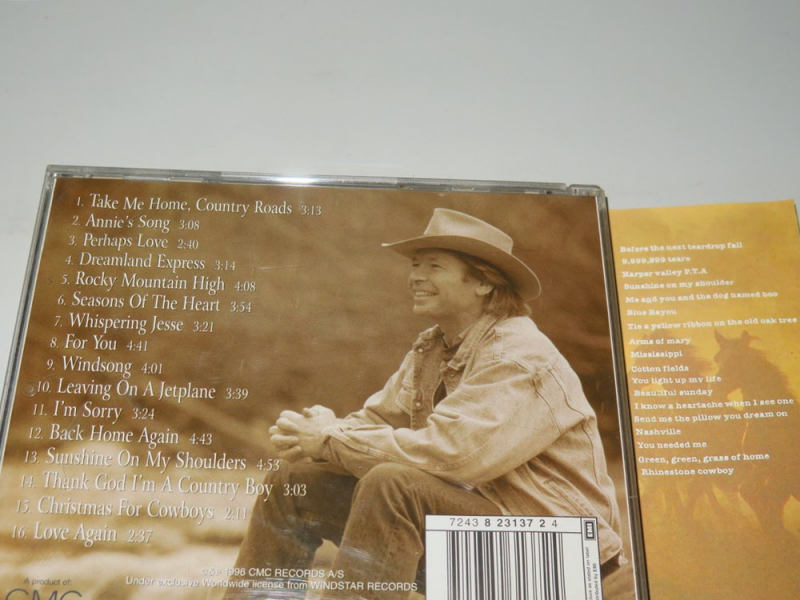 1. Take Me Home, Country Roads 3:13
2. Annie's Song 3:08
3. Perhaps Love 2:40
4. Dreamland Express 3:14
5. Rocky Mountain High 4:08
6. Seasons Of The Heart 3:54
7. Whispering Jesse 3:21
8. For You 4:41
9. Windsong 4:01
10. Leaving On A Jetplane 3:39
11. I'm Sorry 3:24
12. Back Home Again 4:43
13. Sunshine On My Shoulders 4:53
14. Thank God I'm A Country Boy 3:03
15. Christmas For Cowboys 2:11
16. Love Again 2:37
A product of:
CMC
1996 CMC RECORDS A/S
Under exclusive Worldwide license from WINDSTAR RECORDS
7243 8 23137 2 4
EMI
Before the next teardrop fall
9,999,999 tears
Harper valley P.T.A
Sunshine on my shoulder
Me and you and the dog named boo
Blue Bayou
Tie a yellow ribbon on the old oak tree
Arms of mary
Mississippi
Cotton fields
You light up my life
Beautiful sunday
I know a heartache when I see one
Send me the pillow you dream on
Nashville
You needed me
Green, green, grass of home
Rhinestone cowboy